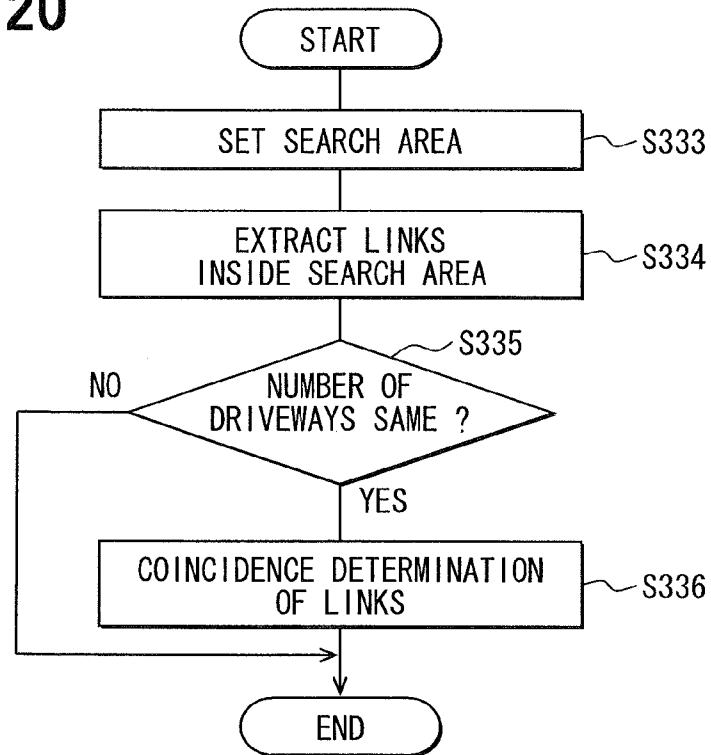 20
START
SET SEARCH AREA
S333
EXTRACT LINKS
INSIDE SEARCH AREA
S334
S335
NO
NUMBER OF
DRIVEWAYS SAME ?
YES
COINCIDENCE DETERMINATION
OF LINKS
S336
END